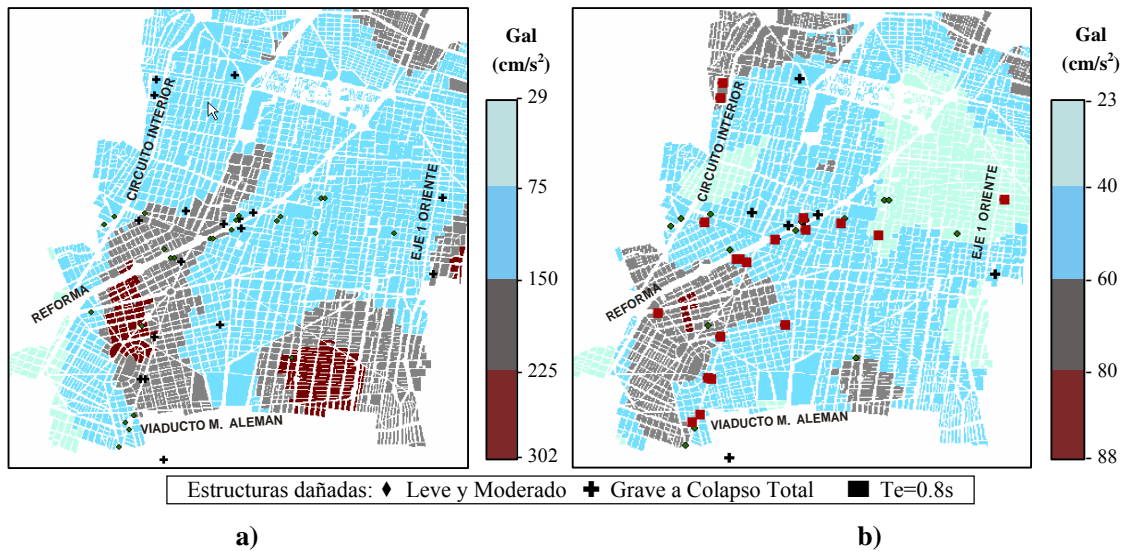 Gal
(cm/s²)
29
75
150
225
302
CIRCUITO INTERIOR
EJE 1 ORIENTE
REFORMA
VIADUCTO M. ALEMAN
Gal
(cm/s²)
23
40
60
80
88
CIRCUITO INTERIOR
EJE 1 ORIENTE
REFORMA
VIADUCTO M. ALEMAN
Estructuras dañadas: Leve y Moderado Grave a Colapso Total Te=0.8s
a)
b)